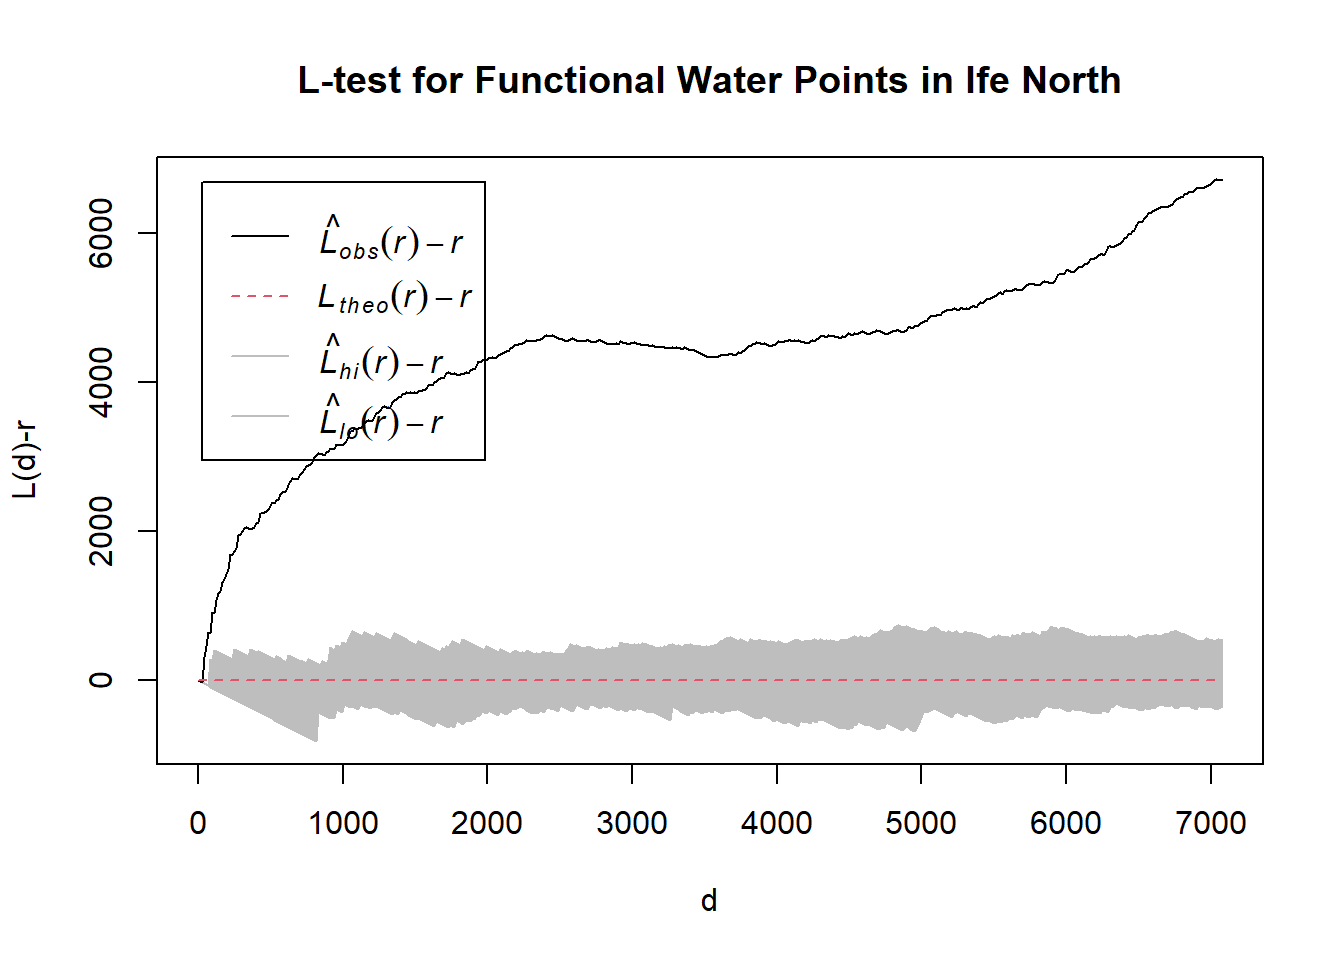 L-test for Functional Water Points in Ife North
L̂obs(r) − r
Ltheo(r) − r
L̂hi(r) − r
L̂lo(r) − r
6000
4000
2000
0
L(d)-r
0 1000 2000 3000 4000 5000 6000 7000
d